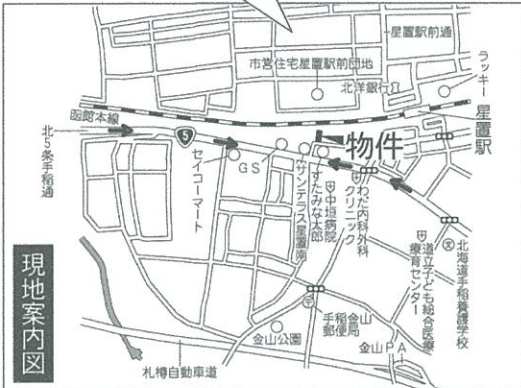 星置駅前通
市営住宅星置駅前団地
北洋銀行
ラッキー
星置駅
函館本線
北5条手稲通
5
物件
セイコーマート
GS
サンテラス星置南
すたみな太郎
中垣病院
わだ内科外科
クリニック
道立子ども総合医療
療育センター
北海道手稲養護学校
文
現地案内図
手稲金山
郵便局
金山公園
金山PA
札樽自動車道